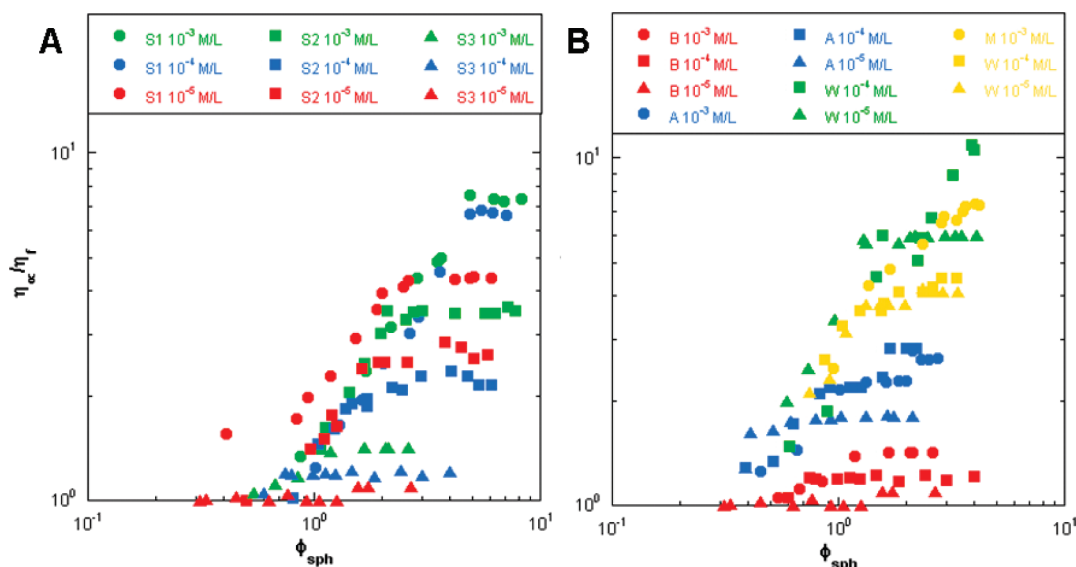 A
S1 10⁻³ M/L S2 10⁻³ M/L S3 10⁻³ M/L
S1 10⁻⁴ M/L S2 10⁻⁴ M/L S3 10⁻⁴ M/L
S1 10⁻⁵ M/L S2 10⁻⁵ M/L S3 10⁻⁵ M/L
10¹
η∝/ηf
10⁰
10⁻¹ 10⁰ 10¹
ϕsph
B
B 10⁻³ M/L A 10⁻⁴ M/L M 10⁻³ M/L
B 10⁻⁴ M/L A 10⁻⁵ M/L W 10⁻⁴ M/L
B 10⁻⁵ M/L W 10⁻⁴ M/L W 10⁻⁵ M/L
A 10⁻³ M/L W 10⁻⁵ M/L
10¹
10⁰
10⁻¹ 10⁰ 10¹
ϕsph